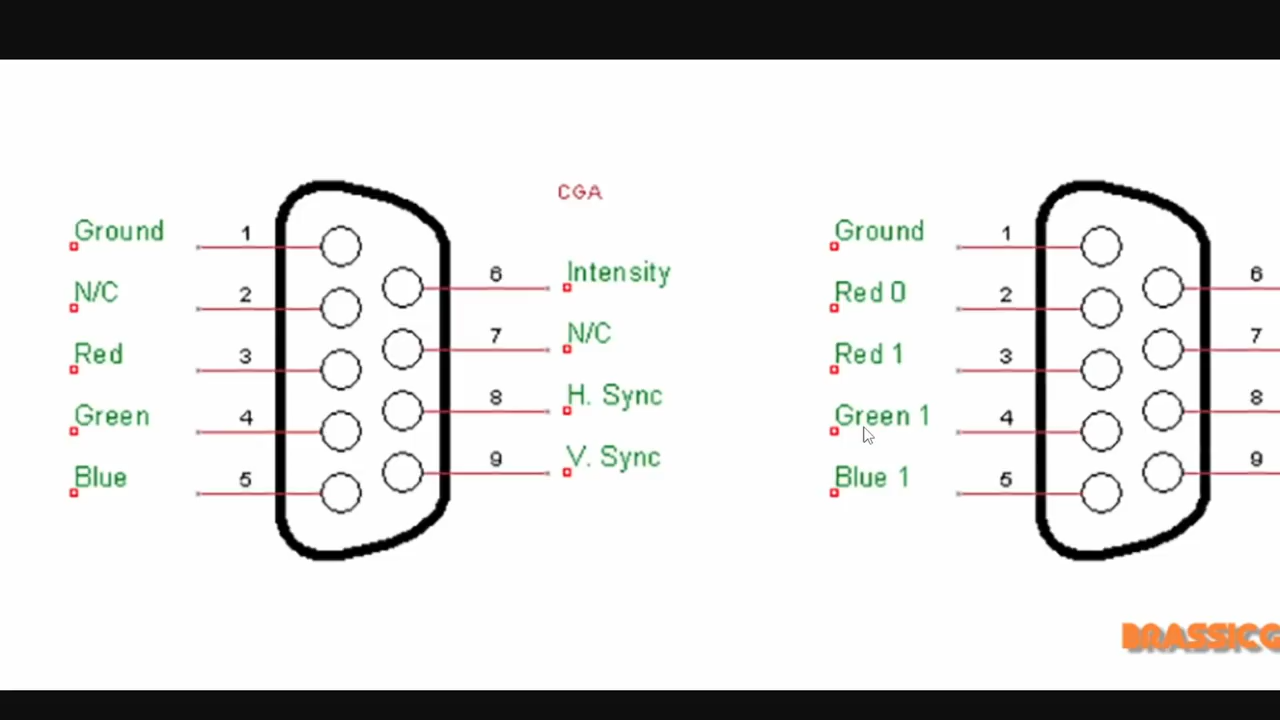 CGA
Ground 1
6 Intensity
N/C 2
7 N/C
Red 3
8 H. Sync
Green 4
9 V. Sync
Blue 5
Ground 1
6
Red 0 2
7
Red 1 3
8
Green 1 4
9
Blue 1 5